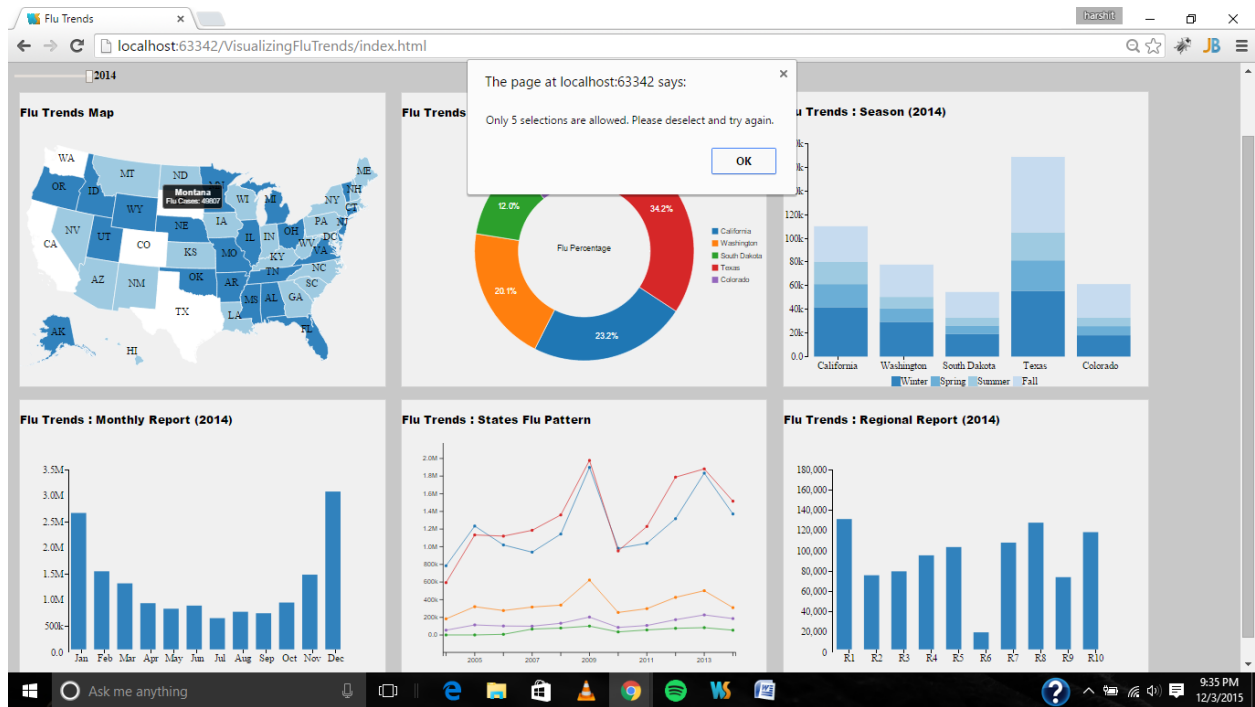 Flu Trends
harshit
localhost:63342/VisualizingFluTrends/index.html
JB
2014
The page at localhost:63342 says:
Only 5 selections are allowed. Please deselect and try again.
OK
Flu Trends Map
WA
OR
ID
MT
ND
WY
NE
IA
WI
MI
NY
ME
NH
CT
PA
NJ
CA
NV
UT
CO
KS
MO
IL
IN
OH
WV
VA
DC
KY
AZ
NM
OK
AR
TN
NC
SC
TX
LA
MS
AL
GA
FL
AK
HI
Montana
Flu Cases: 49807
Flu Trends
12.0%
34.2%
20.1%
23.2%
Flu Percentage
California
Washington
South Dakota
Texas
Colorado
Trends : Season (2014)
120k
100k
80k
60k
40k
20k
0.0
California
Washington
South Dakota
Texas
Colorado
Winter Spring Summer Fall
Flu Trends : Monthly Report (2014)
3.5M
3.0M
2.5M
2.0M
1.5M
1.0M
500k
0.0
Jan Feb Mar Apr May Jun Jul Aug Sep Oct Nov Dec
Flu Trends : States Flu Pattern
2.0M
1.8M
1.6M
1.4M
1.2M
1.0M
800k
600k
400k
200k
0.0
2005 2007 2009 2011 2013
Flu Trends : Regional Report (2014)
180,000
160,000
140,000
120,000
100,000
80,000
60,000
40,000
20,000
0
R1 R2 R3 R4 R5 R6 R7 R8 R9 R10
Ask me anything
9:35 PM
12/3/2015